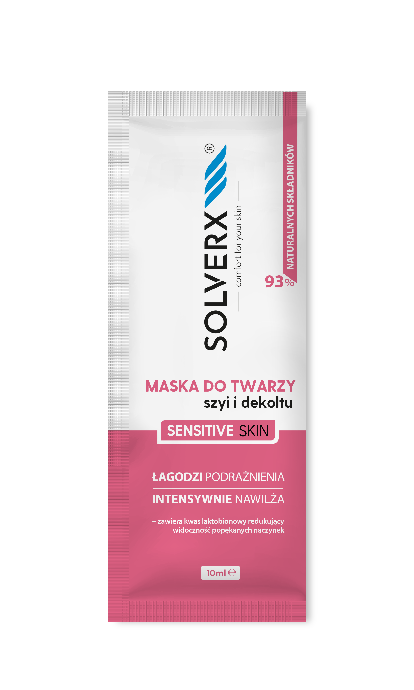 SOLVERX®
comfort for your skin
93%
NATURALNYCH SKŁADNIKÓW
MASKA DO TWARZY
szyi i dekoltu
SENSITIVE SKIN
ŁAGODZI PODRAŻNIENIA
INTENSYWNIE NAWILŻA
– zawiera kwas laktobionowy redukujący
widoczność popękanych naczynek
10ml ℮